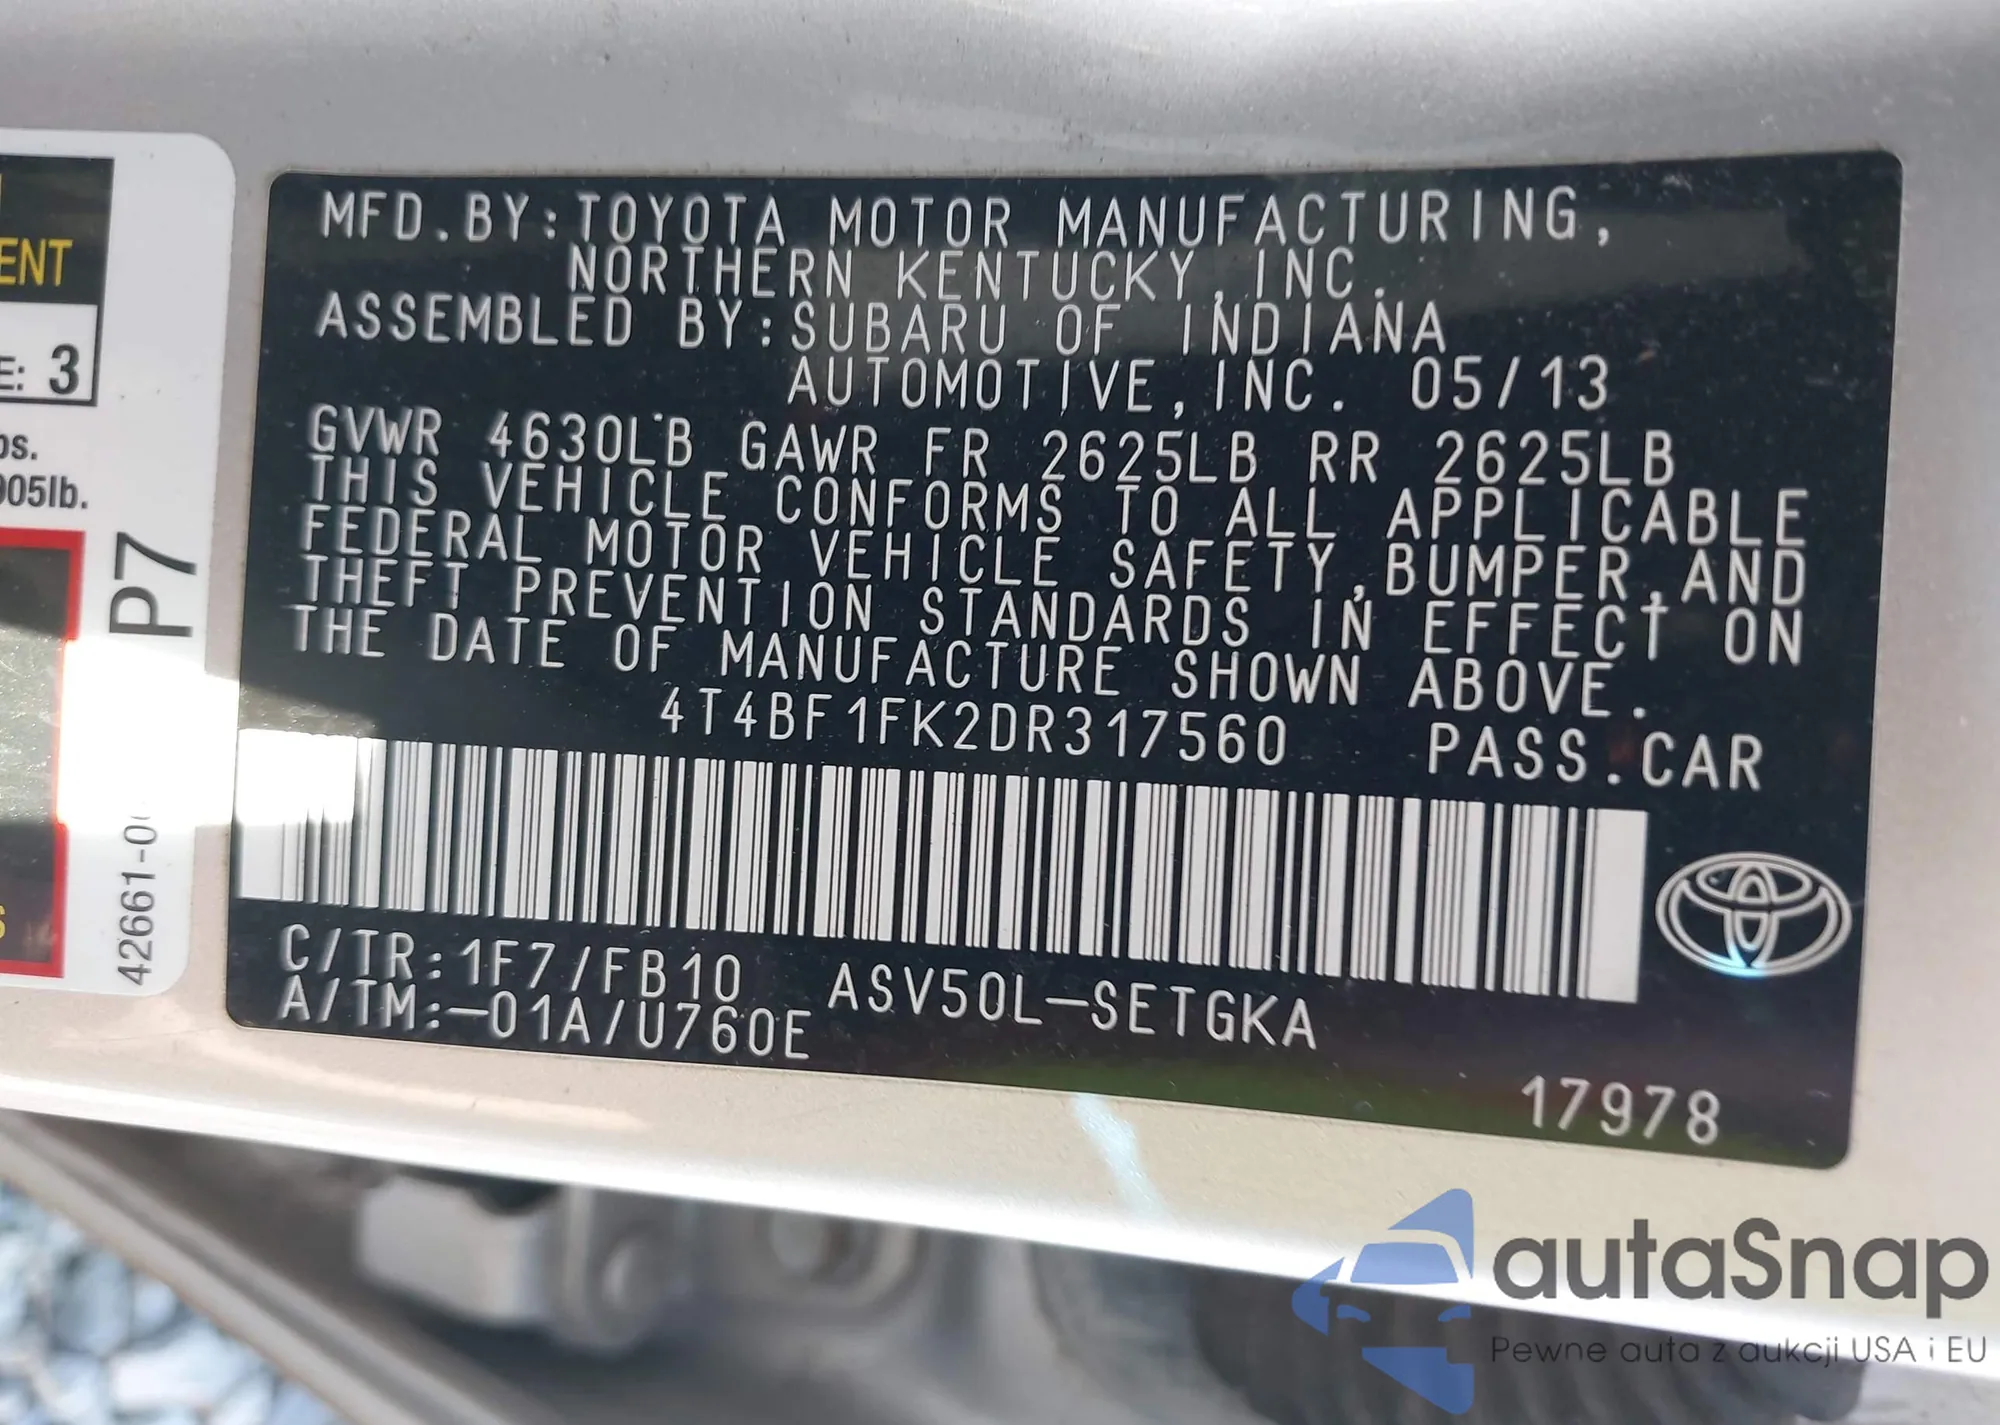 ENT
E: 3
905lb.
P7
42661-0
MFD.BY:TOYOTA MOTOR MANUFACTURING,
NORTHERN KENTUCKY,INC.
ASSEMBLED BY:SUBARU OF INDIANA
AUTOMOTIVE,INC. 05/13
GVWR 4630LB GAWR FR 2625LB RR 2625LB
THIS VEHICLE CONFORMS TO ALL APPLICABLE
FEDERAL MOTOR VEHICLE SAFETY,BUMPER,AND
THEFT PREVENTION STANDARDS IN EFFECT ON
THE DATE OF MANUFACTURE SHOWN ABOVE.
4T4BF1FK2DR317560 PASS.CAR
C/TR:1F7/FB10 ASV50L-SETGKA
A/TM:-01A/U760E
17978
autaSnap
Pewne auta z aukcji USA i EU